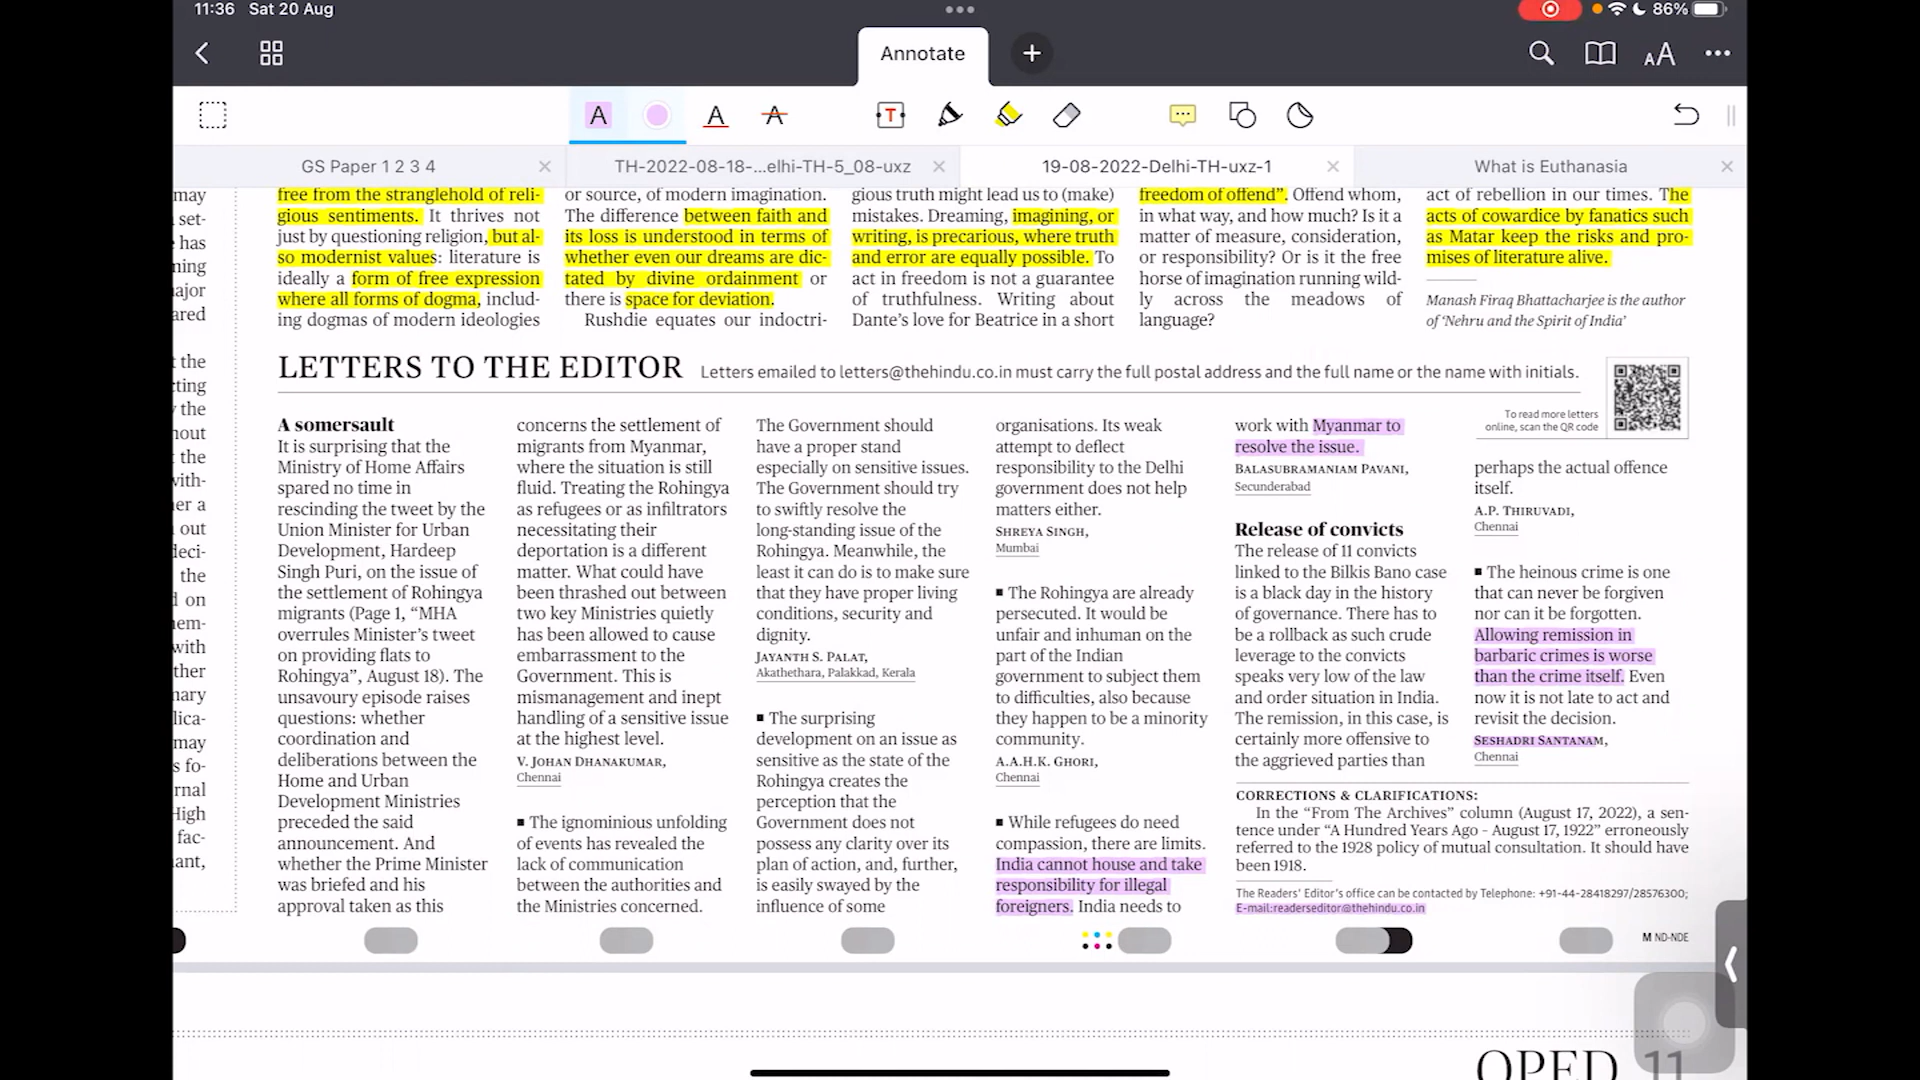 11:36 Sat 20 Aug
86%
Annotate
GS Paper 1 2 3 4
TH-2022-08-18-...elhi-TH-5_08-uxz
19-08-2022-Delhi-TH-uxz-1
What is Euthanasia
may
set-
has
ning
ajor
ared
t the
cting
the
nout
the
vith-
er a
out
deci-
the
d on
nem-
with
ther
nary
lica-
may
s fo-
rnal
High
fac-
ant,
free from the stranglehold of reli-
gious sentiments. It thrives not
just by questioning religion, but al-
so modernist values: literature is
ideally a form of free expression
where all forms of dogma, includ-
ing dogmas of modern ideologies
or source, of modern imagination.
The difference between faith and
its loss is understood in terms of
whether even our dreams are dic-
tated by divine ordainment or
there is space for deviation.
Rushdie equates our indoctri-
gious truth might lead us to (make)
mistakes. Dreaming, imagining, or
writing, is precarious, where truth
and error are equally possible. To
act in freedom is not a guarantee
of truthfulness. Writing about
Dante's love for Beatrice in a short
freedom of offend". Offend whom,
in what way, and how much? Is it a
matter of measure, consideration,
or responsibility? Or is it the free
horse of imagination running wild-
ly across the meadows of
language?
act of rebellion in our times. The
acts of cowardice by fanatics such
as Matar keep the risks and pro-
mises of literature alive.
Manash Firaq Bhattacharjee is the author
of 'Nehru and the Spirit of India'
LETTERS TO THE EDITOR Letters emailed to letters@thehindu.co.in must carry the full postal address and the full name or the name with initials.
To read more letters
online, scan the QR code
A somersault
It is surprising that the
Ministry of Home Affairs
spared no time in
rescinding the tweet by the
Union Minister for Urban
Development, Hardeep
Singh Puri, on the issue of
the settlement of Rohingya
migrants (Page 1, "MHA
overrules Minister's tweet
on providing flats to
Rohingya", August 18). The
unsavoury episode raises
questions: whether
coordination and
deliberations between the
Home and Urban
Development Ministries
preceded the said
announcement. And
whether the Prime Minister
was briefed and his
approval taken as this
concerns the settlement of
migrants from Myanmar,
where the situation is still
fluid. Treating the Rohingya
as refugees or as infiltrators
necessitating their
deportation is a different
matter. What could have
been thrashed out between
two key Ministries quietly
has been allowed to cause
embarrassment to the
Government. This is
mismanagement and inept
handling of a sensitive issue
at the highest level.
V. JOHAN DHANAKUMAR,
Chennai
■ The ignominious unfolding
of events has revealed the
lack of communication
between the authorities and
the Ministries concerned.
The Government should
have a proper stand
especially on sensitive issues.
The Government should try
to swiftly resolve the
long-standing issue of the
Rohingya. Meanwhile, the
least it can do is to make sure
that they have proper living
conditions, security and
dignity.
JAYANTH S. PALAT,
Akathethara, Palakkad, Kerala
■ The surprising
development on an issue as
sensitive as the state of the
Rohingya creates the
perception that the
Government does not
possess any clarity over its
plan of action, and, further,
is easily swayed by the
influence of some
organisations. Its weak
attempt to deflect
responsibility to the Delhi
government does not help
matters either.
SHREYA SINGH,
Mumbai
■ The Rohingya are already
persecuted. It would be
unfair and inhuman on the
part of the Indian
government to subject them
to difficulties, also because
they happen to be a minority
community.
A.A.H.K. GHORI,
Chennai
■ While refugees do need
compassion, there are limits.
India cannot house and take
responsibility for illegal
foreigners. India needs to
work with Myanmar to
resolve the issue.
BALASUBRAMANIAM PAVANI,
Secunderabad
Release of convicts
The release of 11 convicts
linked to the Bilkis Bano case
is a black day in the history
of governance. There has to
be a rollback as such crude
leverage to the convicts
speaks very low of the law
and order situation in India.
The remission, in this case, is
certainly more offensive to
the aggrieved parties than
perhaps the actual offence
itself.
A.P. THIRUVADI,
Chennai
■ The heinous crime is one
that can never be forgiven
nor can it be forgotten.
Allowing remission in
barbaric crimes is worse
than the crime itself. Even
now it is not late to act and
revisit the decision.
SESHADRI SANTANAM,
Chennai
CORRECTIONS & CLARIFICATIONS:
In the "From The Archives" column (August 17, 2022), a sen-
tence under "A Hundred Years Ago - August 17, 1922" erroneously
referred to the 1928 policy of mutual consultation. It should have
been 1918.
The Readers' Editor's office can be contacted by Telephone: +91-44-28418297/28576300;
E-mail:readerseditor@thehindu.co.in
M ND-NDE
OPED 11